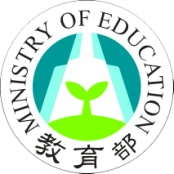 MINISTRY OF EDUCATION
教育部